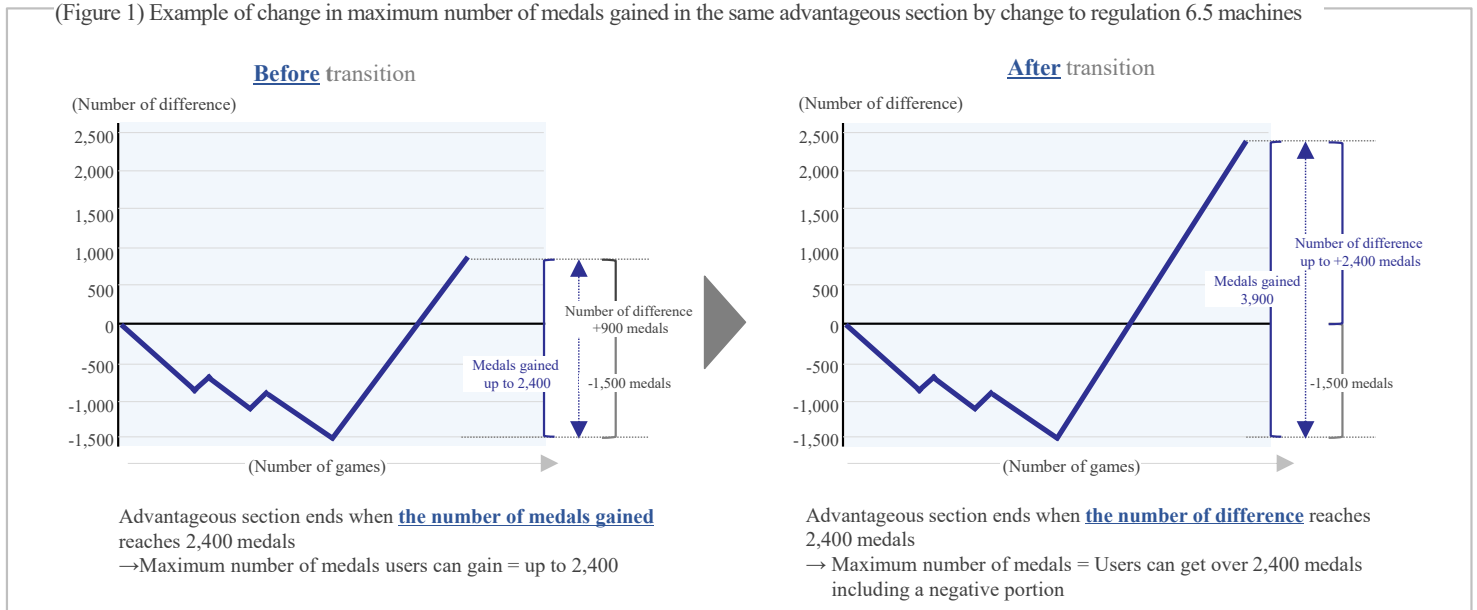 (Figure 1) Example of change in maximum number of medals gained in the same advantageous section by change to regulation 6.5 machines
Before transition
(Number of difference)
2,500
2,000
1,500
1,000
500
0
-500
-1,000
-1,500
Number of difference
+900 medals
Medals gained
up to 2,400
-1,500 medals
(Number of games)
Advantageous section ends when the number of medals gained
reaches 2,400 medals
→Maximum number of medals users can gain = up to 2,400
After transition
(Number of difference)
2,500
2,000
1,500
1,000
500
0
-500
-1,000
-1,500
Number of difference
up to +2,400 medals
Medals gained
3,900
-1,500 medals
(Number of games)
Advantageous section ends when the number of difference reaches
2,400 medals
→ Maximum number of medals = Users can get over 2,400 medals
including a negative portion